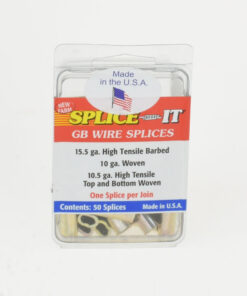 Made
in the U.S.A.
NEW
FARM
SPLICE-IT
GB WIRE SPLICES
15.5 ga. High Tensile Barbed
10 ga. Woven
10.5 ga. High Tensile
Top and Bottom Woven
One Splice per Join
Contents: 50 Splices
Made in U.S.A.